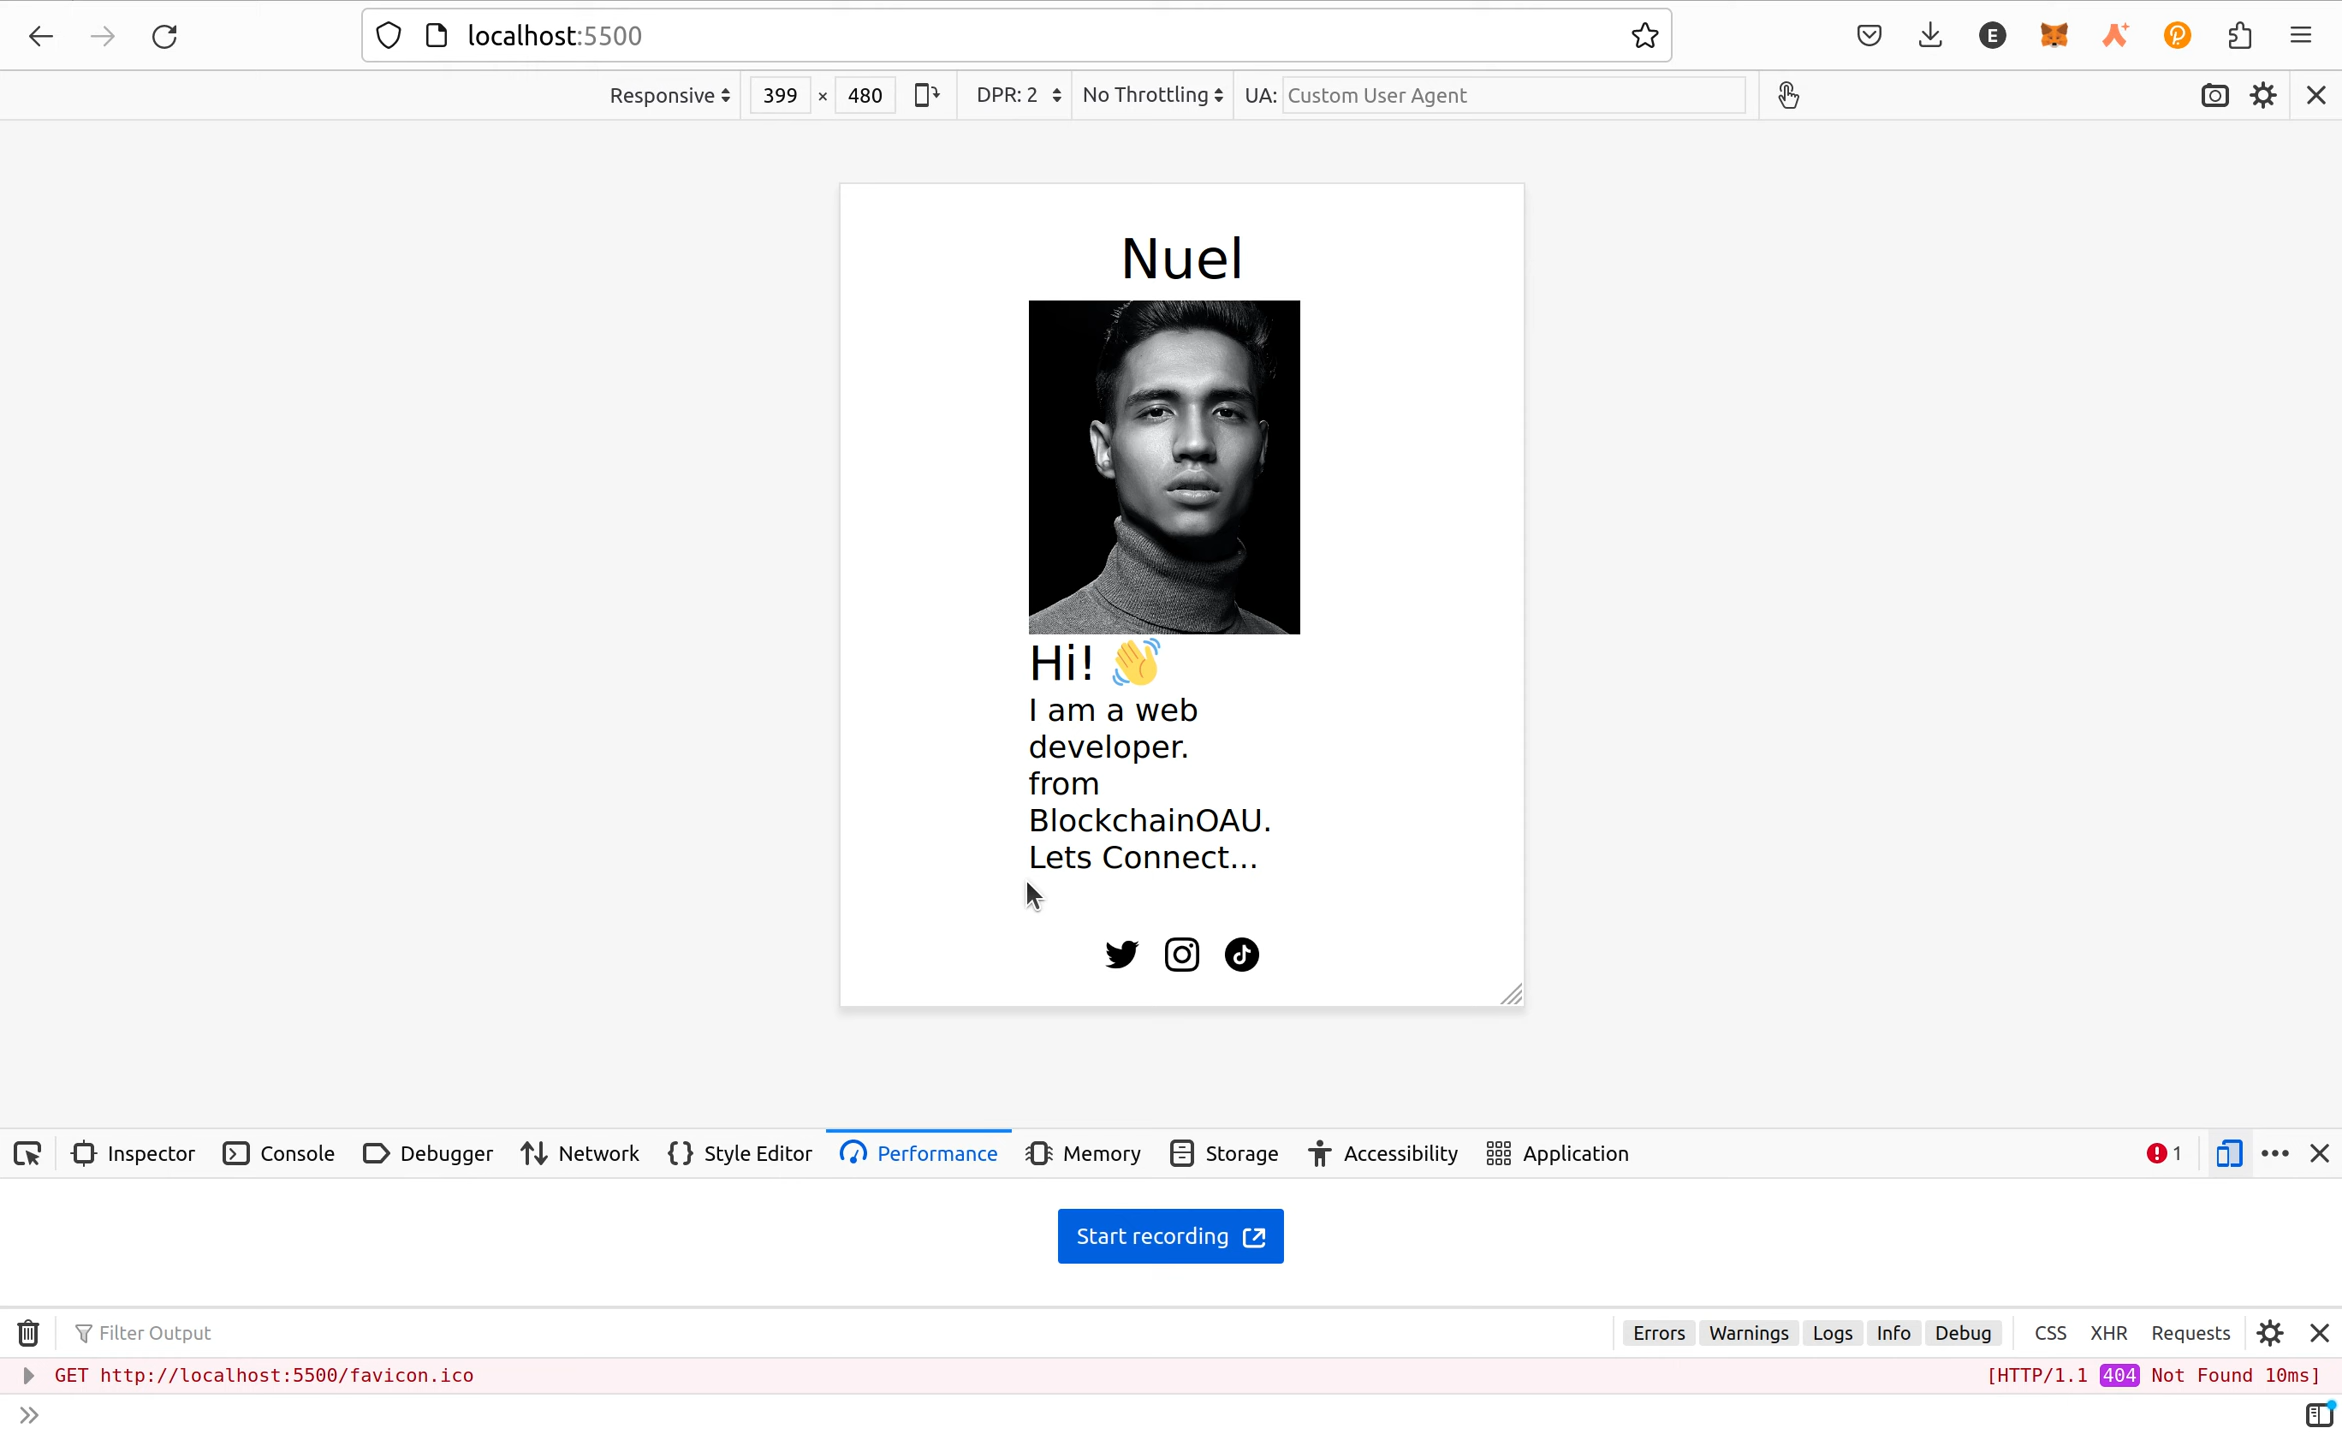 localhost:5500
Responsive 399 × 480 DPR: 2 No Throttling UA: Custom User Agent
Nuel
Hi! 👋
I am a web
developer.
from
BlockchainOAU.
Lets Connect...
Inspector Console Debugger Network Style Editor Performance Memory Storage Accessibility Application 1
Start recording
Filter Output Errors Warnings Logs Info Debug CSS XHR Requests
GET http://localhost:5500/favicon.ico [HTTP/1.1 404 Not Found 10ms]